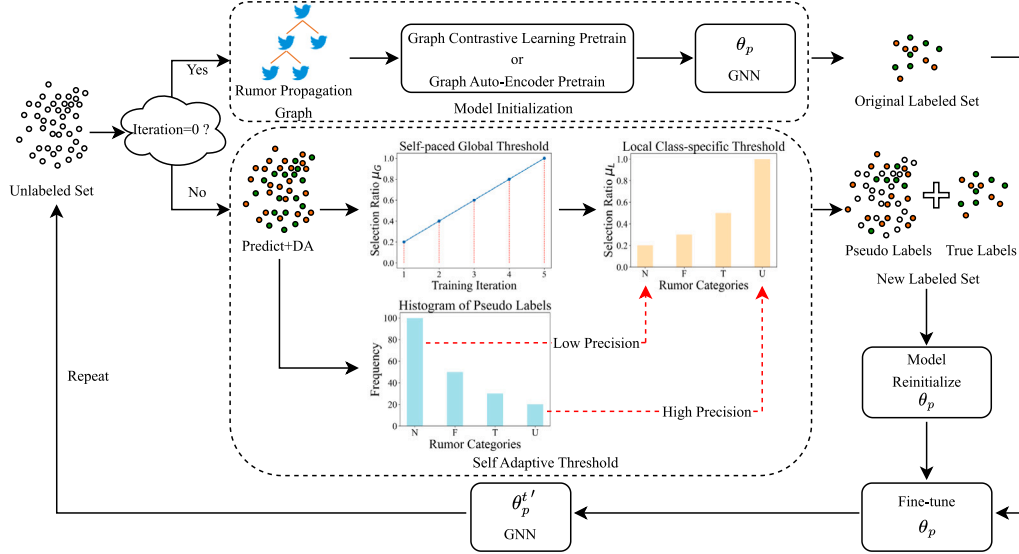 Unlabeled Set
Iteration=0 ?
Yes
No
Rumor Propagation
Graph
Graph Contrastive Learning Pretrain
or
Graph Auto-Encoder Pretrain
θp
GNN
Model Initialization
Original Labeled Set
Predict+DA
Self-paced Global Threshold
Selection Ratio μG
1.0
0.8
0.6
0.4
0.2
0.0
1 2 3 4 5
Training Iteration
Local Class-specific Threshold
Selection Ratio μL
1.0
0.8
0.6
0.4
0.2
0.0
N F T U
Rumor Categories
Histogram of Pseudo Labels
Frequency
100
80
60
40
20
0
N F T U
Rumor Categories
Low Precision
High Precision
Self Adaptive Threshold
Pseudo Labels
True Labels
New Labeled Set
Model
Reinitialize
θp
Fine-tune
θp
θp^t′
GNN
Repeat